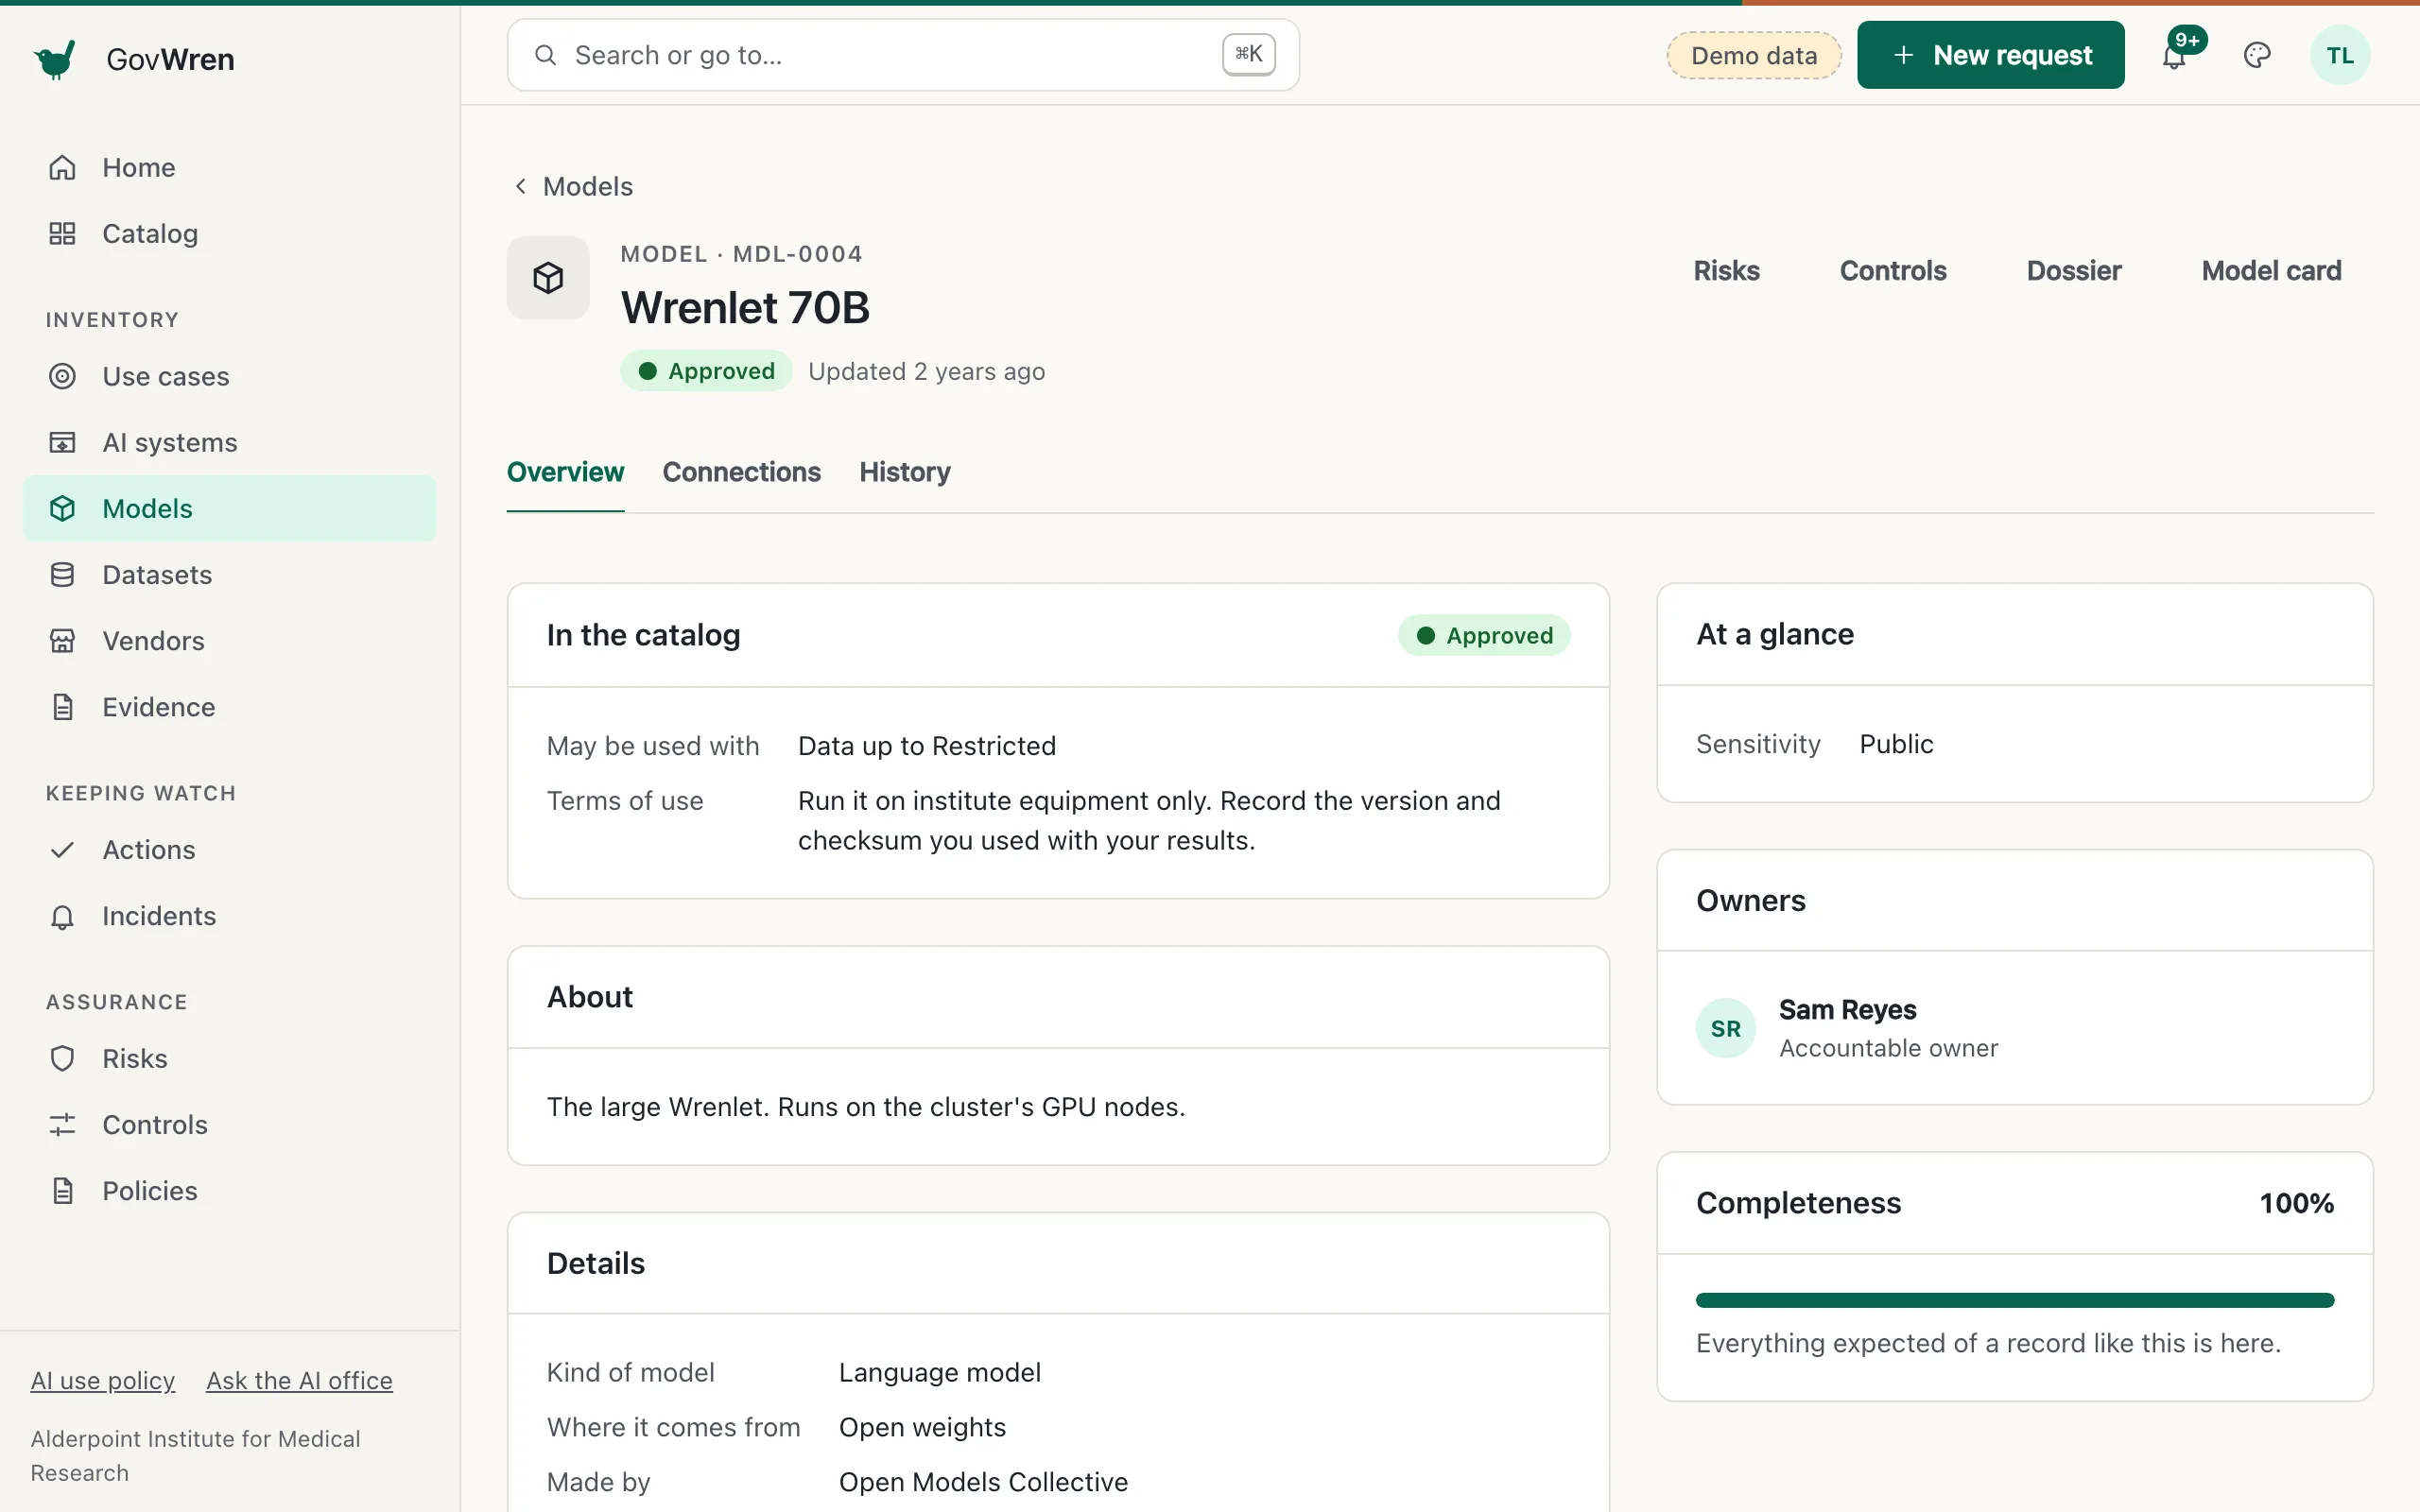 GovWren
Search or go to...
⌘K
Demo data
+ New request
9+
TL
Home
Catalog
INVENTORY
Use cases
AI systems
Models
Datasets
Vendors
Evidence
KEEPING WATCH
Actions
Incidents
ASSURANCE
Risks
Controls
Policies
AI use policy
Ask the AI office
Alderpoint Institute for Medical
Research
Models
MODEL · MDL-0004
Wrenlet 70B
Approved
Updated 2 years ago
Risks
Controls
Dossier
Model card
Overview
Connections
History
In the catalog
Approved
May be used with
Data up to Restricted
Terms of use
Run it on institute equipment only. Record the version and
checksum you used with your results.
About
The large Wrenlet. Runs on the cluster's GPU nodes.
Details
Kind of model
Language model
Where it comes from
Open weights
Made by
Open Models Collective
At a glance
Sensitivity
Public
Owners
SR
Sam Reyes
Accountable owner
Completeness
100%
Everything expected of a record like this is here.